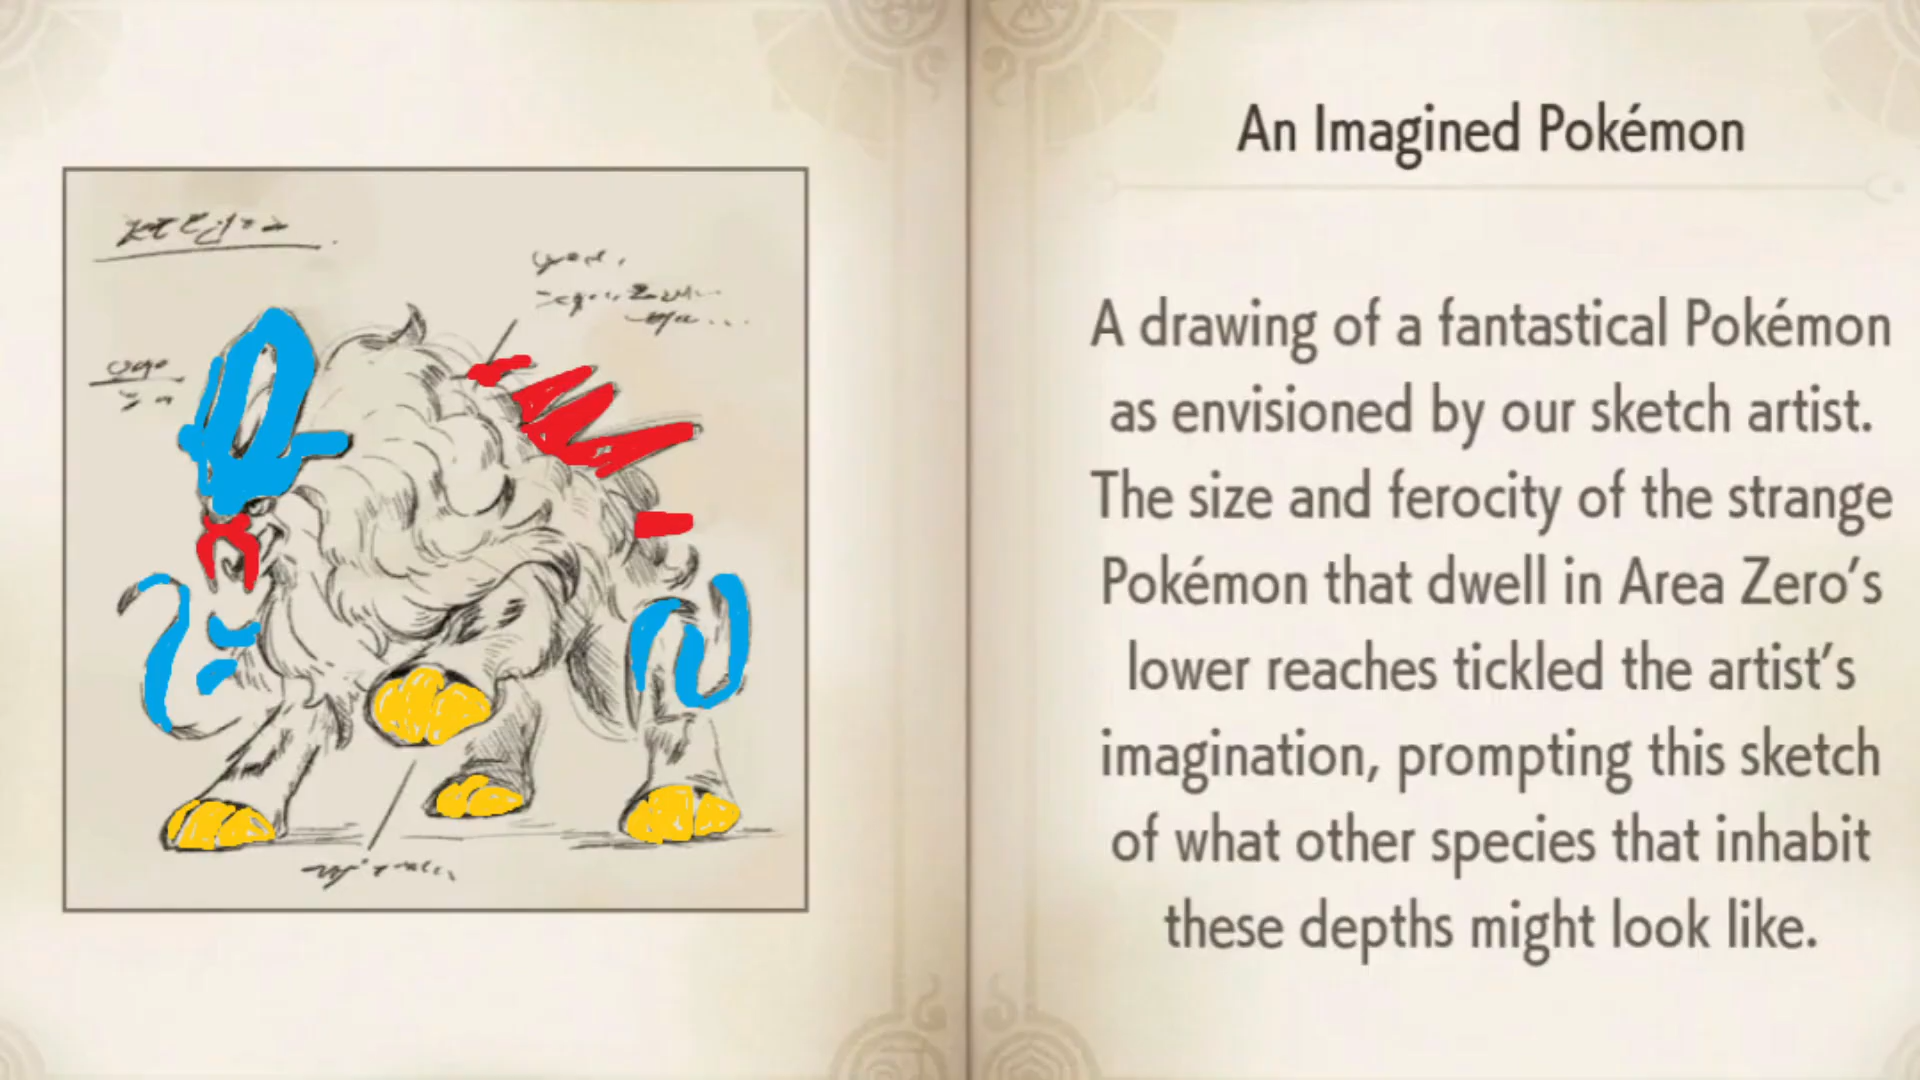 An Imagined Pokémon
A drawing of a fantastical Pokémon
as envisioned by our sketch artist.
The size and ferocity of the strange
Pokémon that dwell in Area Zero's
lower reaches tickled the artist's
imagination, prompting this sketch
of what other species that inhabit
these depths might look like.